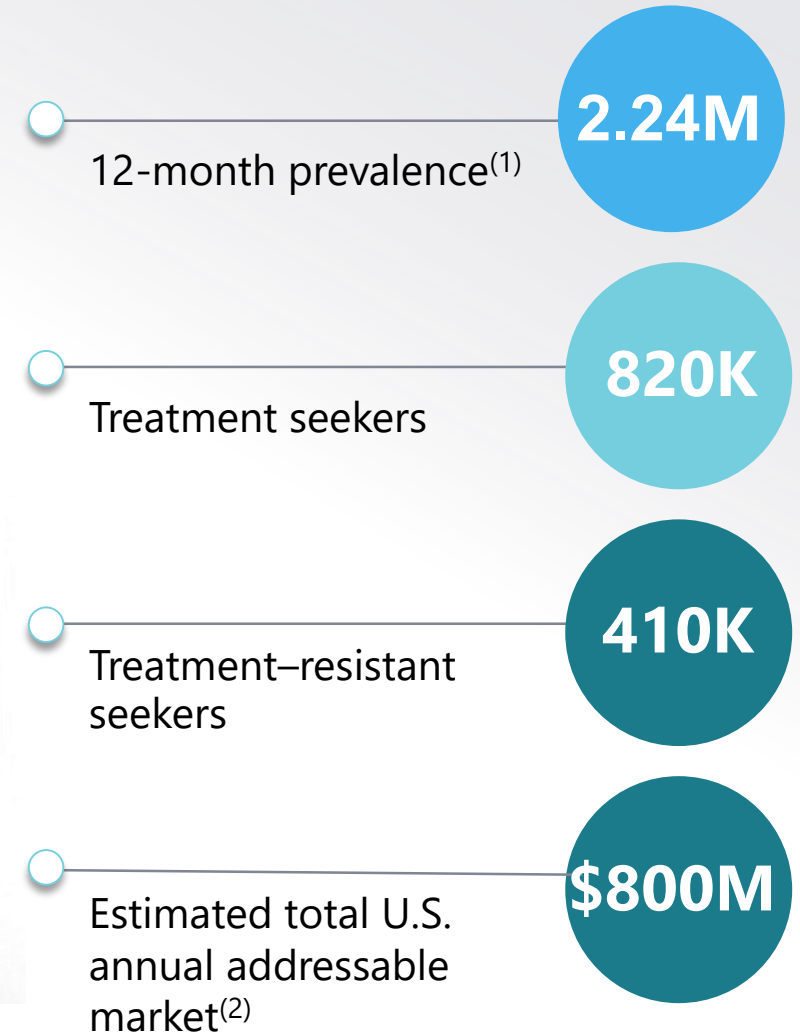 2.24M
12-month prevalence(1)
820K
Treatment seekers
410K
Treatment–resistant
seekers
$800M
Estimated total U.S.
annual addressable
market(2)